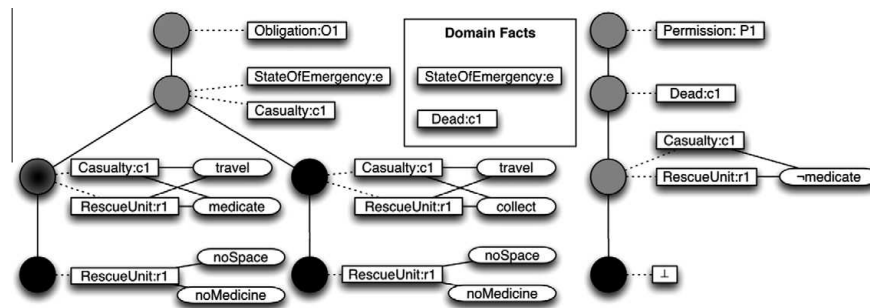 Obligation:O1
StateOfEmergency:e
Casualty:c1
Casualty:c1
travel
RescueUnit:r1
medicate
RescueUnit:r1
noSpace
noMedicine
Casualty:c1
travel
RescueUnit:r1
collect
RescueUnit:r1
noSpace
noMedicine
Domain Facts
StateOfEmergency:e
Dead:c1
Permission: P1
Dead:c1
Casualty:c1
RescueUnit:r1
¬medicate
⊥